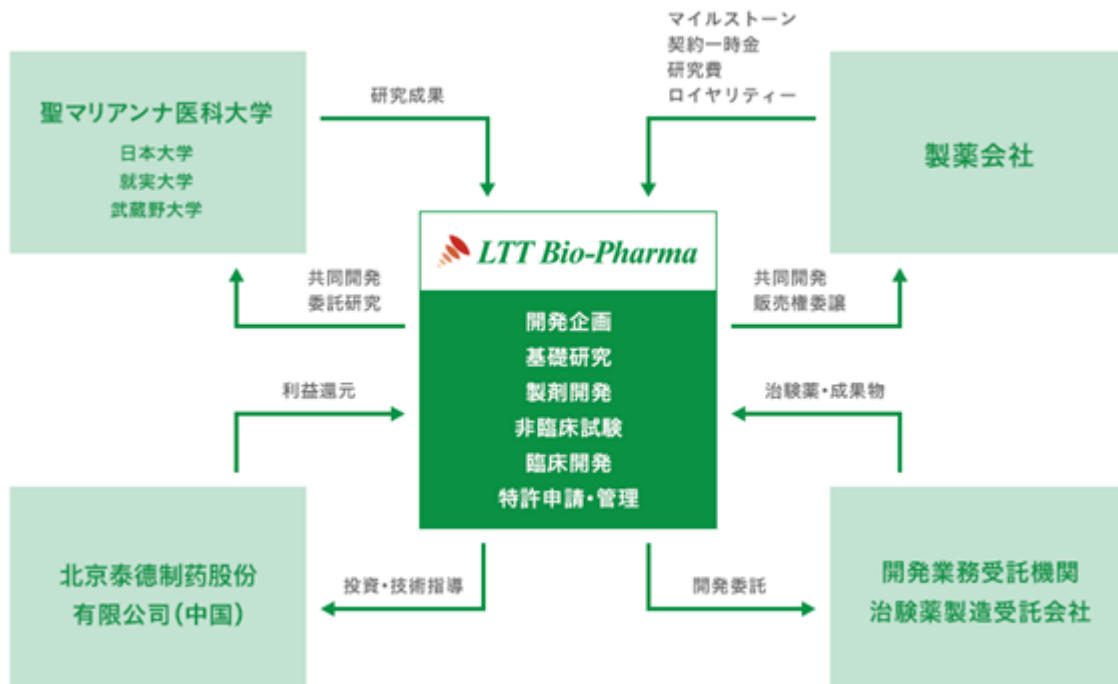 マイルストーン
契約一時金
研究費
ロイヤリティー
研究成果
聖マリアンナ医科大学
日本大学
就実大学
武蔵野大学
製薬会社
LTT Bio-Pharma
共同開発
委託研究
共同開発
販売権委譲
開発企画
基礎研究
製剤開発
非臨床試験
臨床開発
特許申請・管理
利益還元
治験薬・成果物
北京泰德制药股份
有限公司(中国)
投資・技術指導
開発委託
開発業務受託機関
治験薬製造受託会社